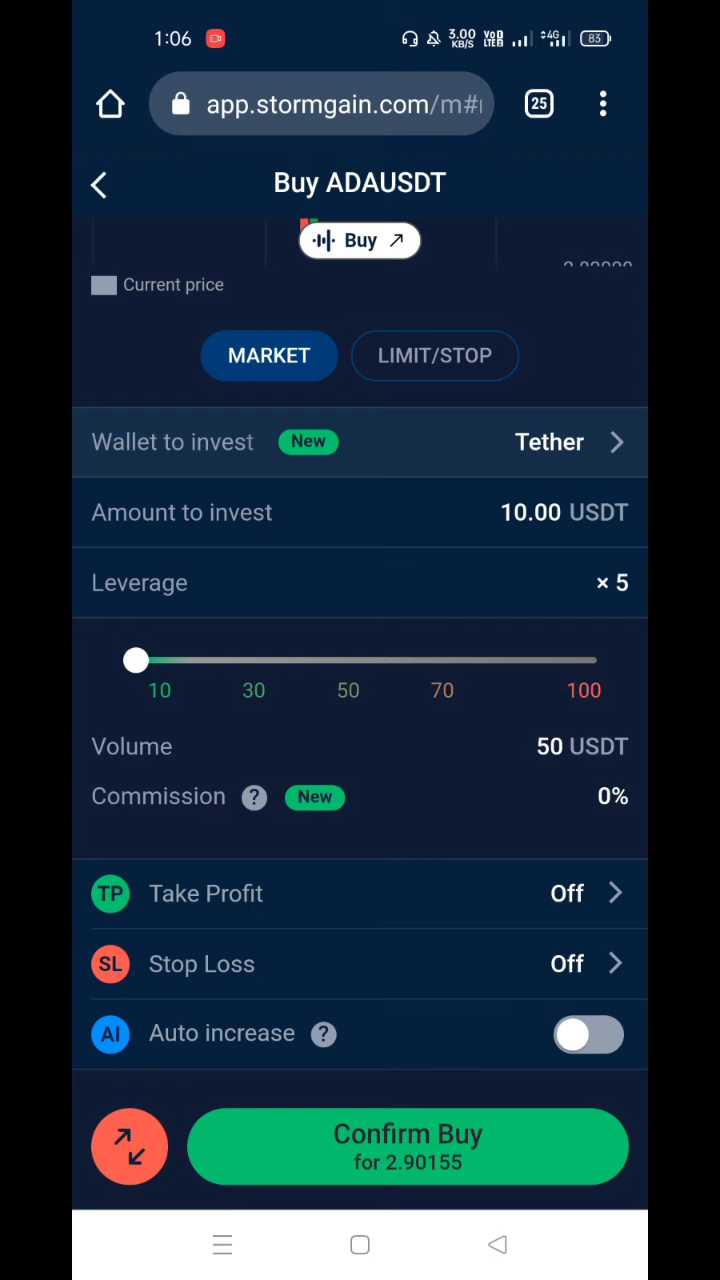 1:06
3.00 KB/S
VoD LTED
4G
83
app.stormgain.com/m#
25
Buy ADAUSDT
Buy
Current price
MARKET
LIMIT/STOP
Wallet to invest New Tether
Amount to invest 10.00 USDT
Leverage × 5
10 30 50 70 100
Volume 50 USDT
Commission ? New 0%
TP Take Profit Off
SL Stop Loss Off
AI Auto increase ?
Confirm Buy
for 2.90155